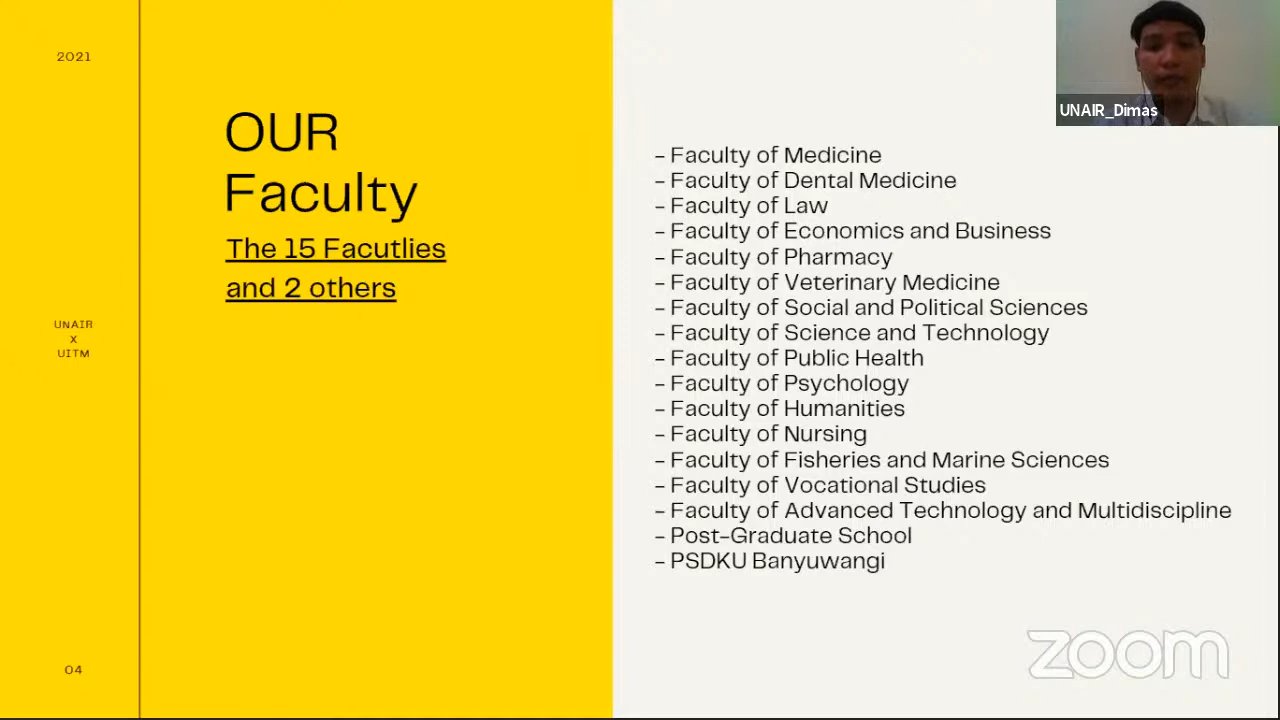 2021
OUR
Faculty
The 15 Facutlies
and 2 others
UNAIR
X
UITM
04
UNAIR_Dimas
- Faculty of Medicine
- Faculty of Dental Medicine
- Faculty of Law
- Faculty of Economics and Business
- Faculty of Pharmacy
- Faculty of Veterinary Medicine
- Faculty of Social and Political Sciences
- Faculty of Science and Technology
- Faculty of Public Health
- Faculty of Psychology
- Faculty of Humanities
- Faculty of Nursing
- Faculty of Fisheries and Marine Sciences
- Faculty of Vocational Studies
- Faculty of Advanced Technology and Multidiscipline
- Post-Graduate School
- PSDKU Banyuwangi
zoom